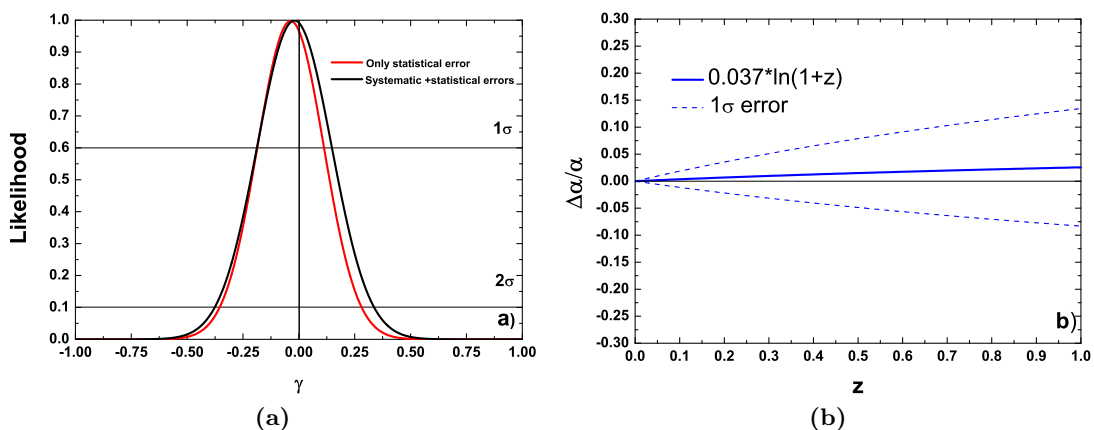 Likelihood
1.0
0.9
0.8
0.7
0.6
0.5
0.4
0.3
0.2
0.1
0.0
Only statistical error
Systematic +statistical errors
1σ
2σ
a)
-1.00 -0.75 -0.50 -0.25 0.00 0.25 0.50 0.75 1.00
γ
(a)
Δα/α
0.30
0.25
0.20
0.15
0.10
0.05
0.00
-0.05
-0.10
-0.15
-0.20
-0.25
-0.30
0.037*ln(1+z)
1σ error
b)
0.0 0.1 0.2 0.3 0.4 0.5 0.6 0.7 0.8 0.9 1.0
z
(b)